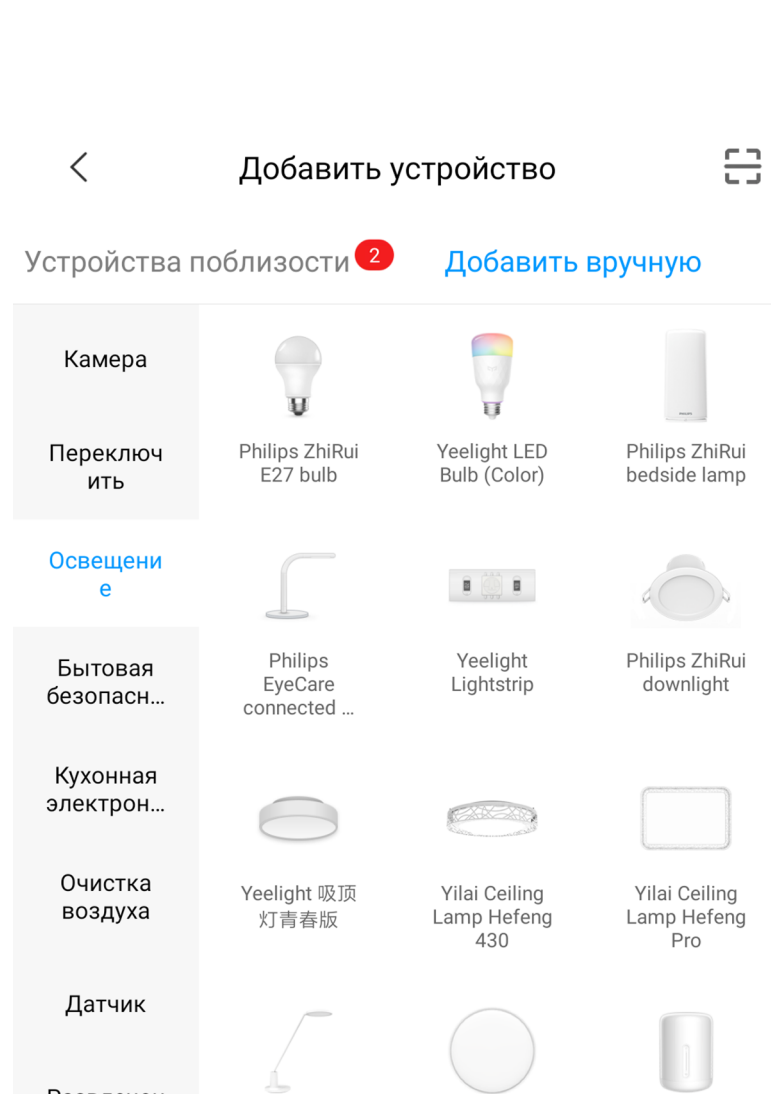 Добавить устройство
Устройства поблизости 2
Добавить вручную
Камера
Переключ
ить
Освещени
е
Бытовая
безопасн...
Кухонная
электрон...
Очистка
воздуха
Датчик
Philips ZhiRui
E27 bulb
Yeelight LED
Bulb (Color)
Philips ZhiRui
bedside lamp
Philips
EyeCare
connected ...
Yeelight
Lightstrip
Philips ZhiRui
downlight
Yeelight 吸顶
灯青春版
Yilai Ceiling
Lamp Hefeng
430
Yilai Ceiling
Lamp Hefeng
Pro